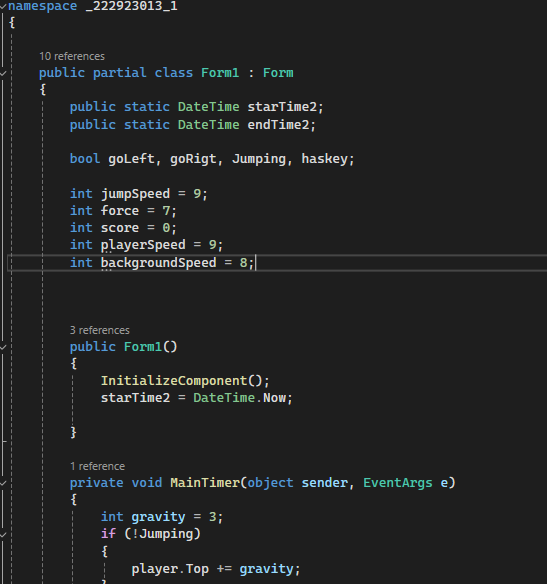 namespace _222923013_1
{
10 references
public partial class Form1 : Form
{
public static DateTime starTime2;
public static DateTime endTime2;
bool goLeft, goRigt, Jumping, haskey;
int jumpSpeed = 9;
int force = 7;
int score = 0;
int playerSpeed = 9;
int backgroundSpeed = 8;
3 references
public Form1()
{
InitializeComponent();
starTime2 = DateTime.Now;
}
1 reference
private void MainTimer(object sender, EventArgs e)
{
int gravity = 3;
if (!Jumping)
{
player.Top += gravity;
}